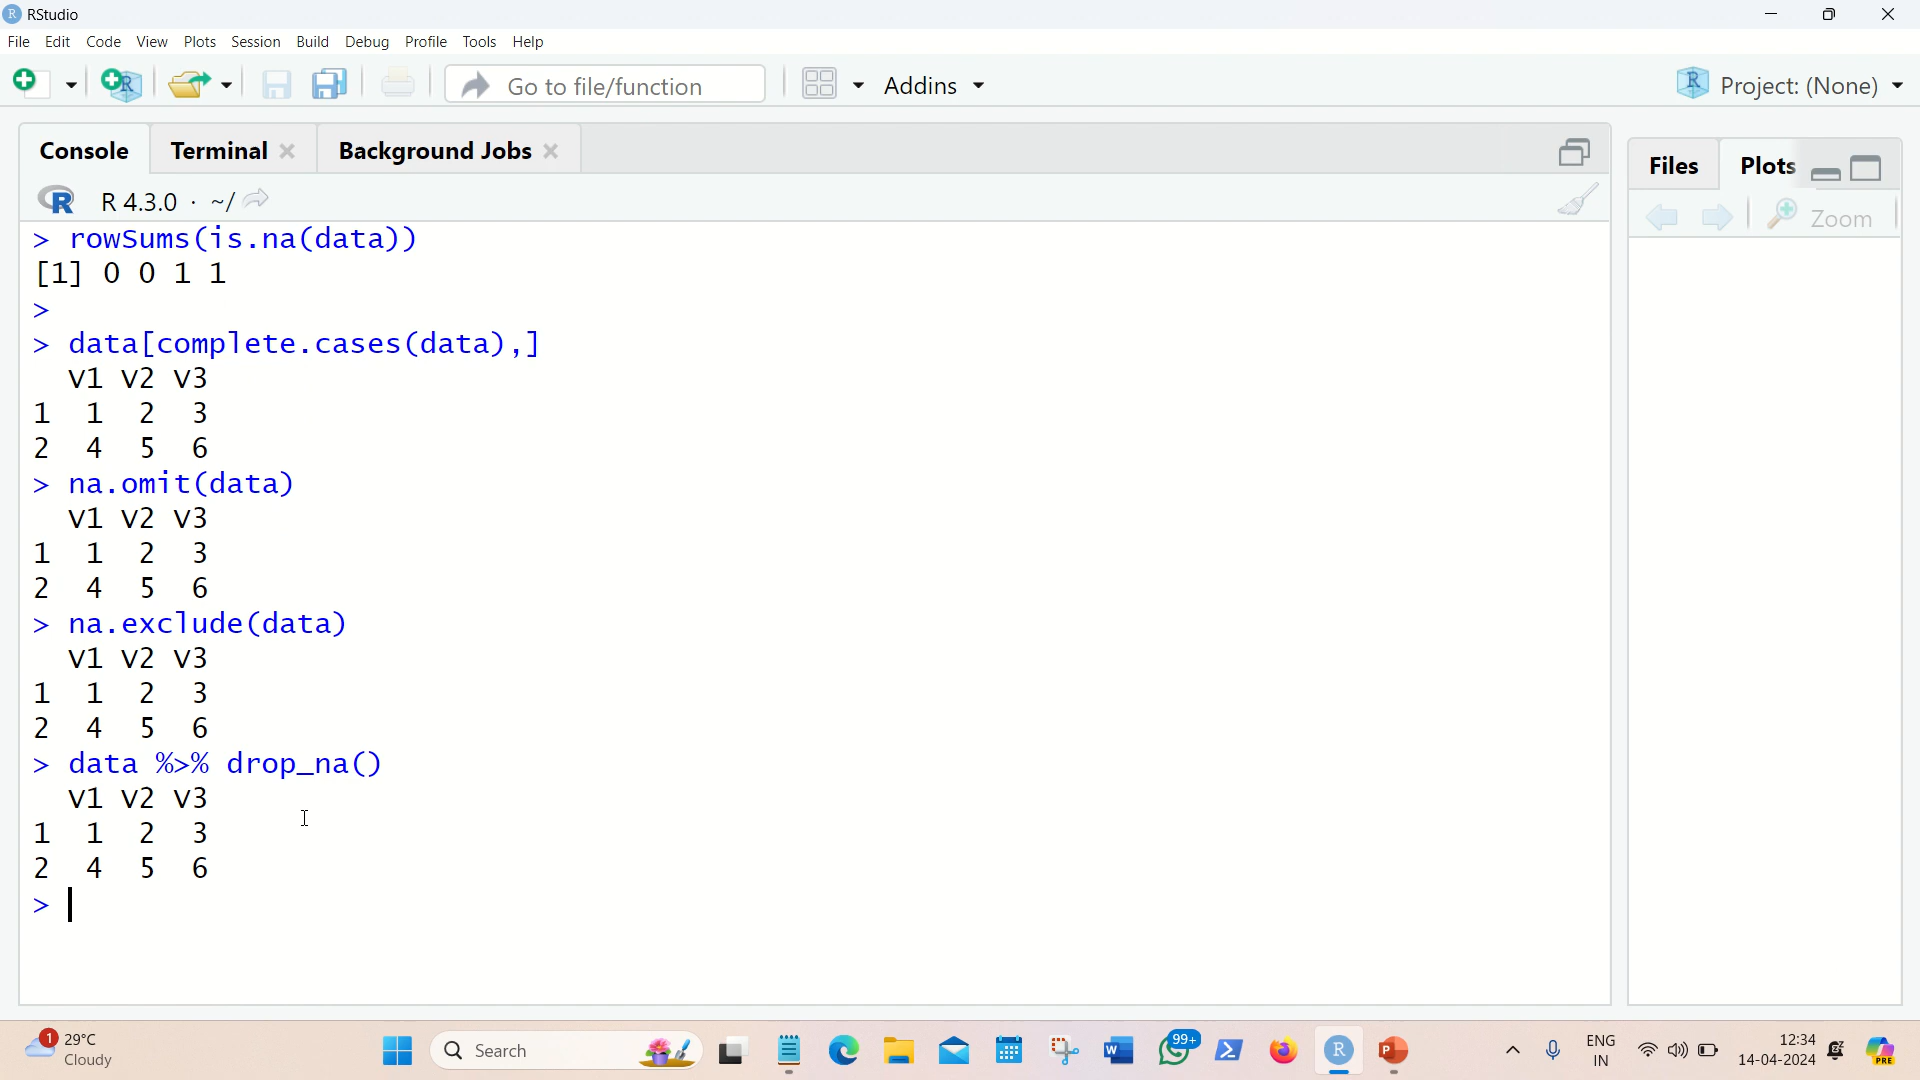 RStudio
File Edit Code View Plots Session Build Debug Profile Tools Help
Go to file/function Addins Project: (None)
Console Terminal Background Jobs Files Plots
R 4.3.0 · ~/ Zoom
> rowSums(is.na(data))
[1] 0 0 1 1
>
> data[complete.cases(data),]
v1 v2 v3
1 1 2 3
2 4 5 6
> na.omit(data)
v1 v2 v3
1 1 2 3
2 4 5 6
> na.exclude(data)
v1 v2 v3
1 1 2 3
2 4 5 6
> data %>% drop_na()
v1 v2 v3
1 1 2 3
2 4 5 6
>
1 29°C Search 99+ ENG 12:34
Cloudy IN 14-04-2024 PRE